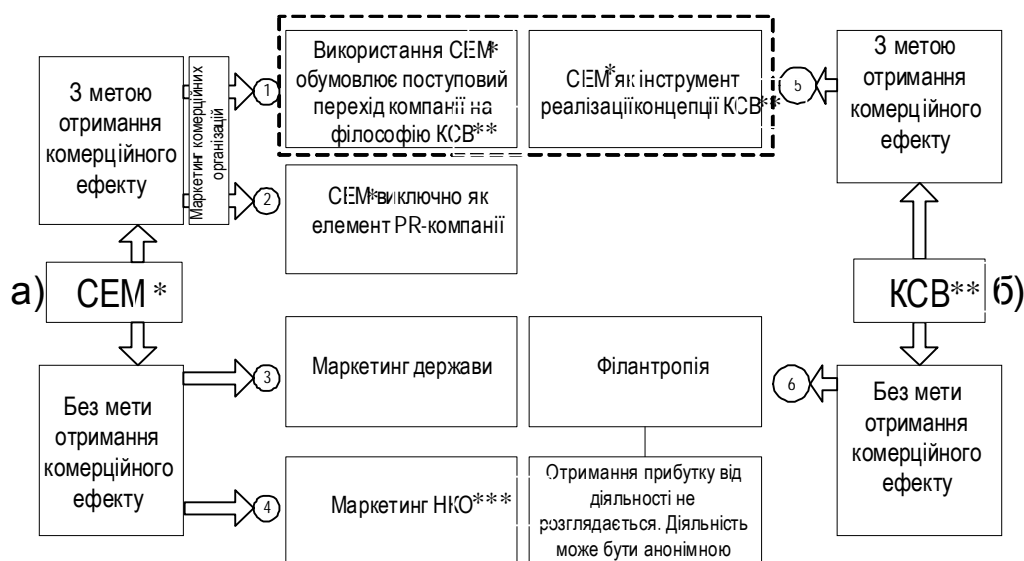 З метою
отримання
комерційного
ефекту
Маркетинг комерційних
організацій
1
Використання СЕМ*
обумовлює поступовий
перехід компанії на
філософію КСВ**
СЕМ*як інструмент
реалізаціїконцепції КСВ**
5
З метою
отримання
комерційного
ефекту
2
СЕМ*виключно як
елемент PR-компанії
а)
СЕМ *
КСВ**
б)
3
Маркетинг держави
Філантропія
6
Без мети
отримання
комерційного
ефекту
Без мети
отримання
комерційного
ефекту
4
Маркетинг НКО***
Отримання прибутку від
діяльності не
розглядається. Діяльність
може бути анонімною